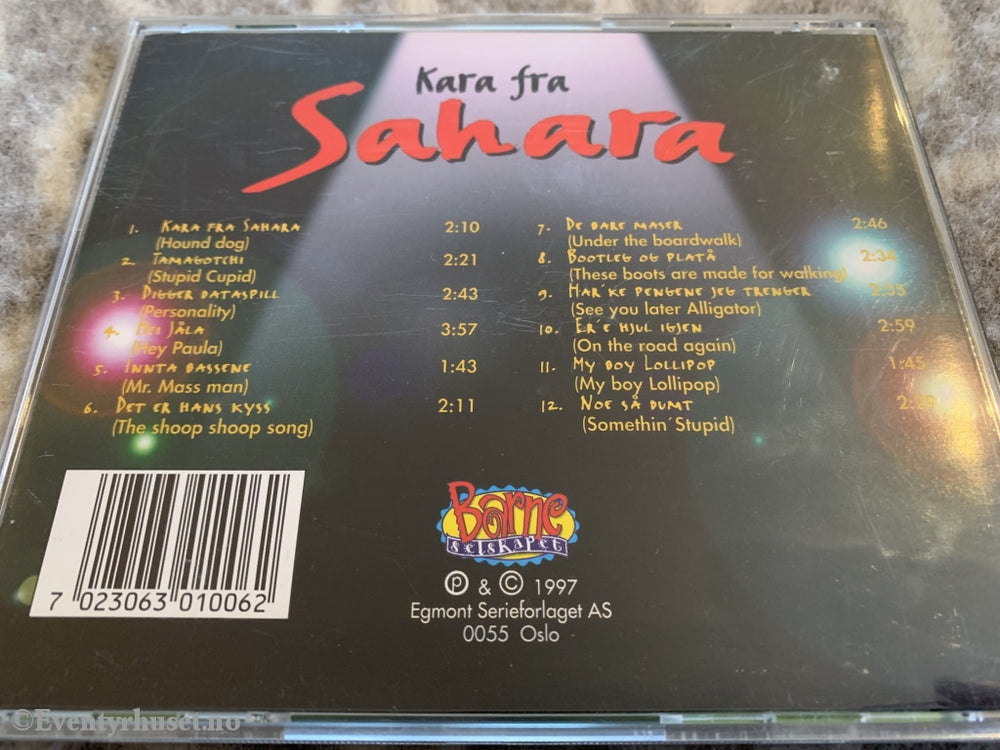 Kara fra
Sahara
1. Kara fra Sahara 2:10
(Hound dog)
2. Tamagotchi 2:21
(Stupid Cupid)
3. Digger dataspill 2:43
(Personality)
4. Hei Jåla 3:57
(Hey Paula)
5. Innta bassene 1:43
(Mr. Mass man)
6. Det er hans kyss 2:11
(The shoop shoop song)
7. De bare maser 2:46
(Under the boardwalk)
8. Bootleg og platå 2:34
(These boots are made for walking)
9. Har'ke pengene jeg trenger 2:35
(See you later Alligator)
10. Er'e hjul igjen 2:59
(On the road again)
11. My boy Lollipop 1:45
(My boy Lollipop)
12. Noe så dumt
(Somethin´Stupid)
Barne
selskapet
℗ & © 1997
Egmont Serieforlaget AS
0055 Oslo
7 023063 010062
©Eventyrhuset.no